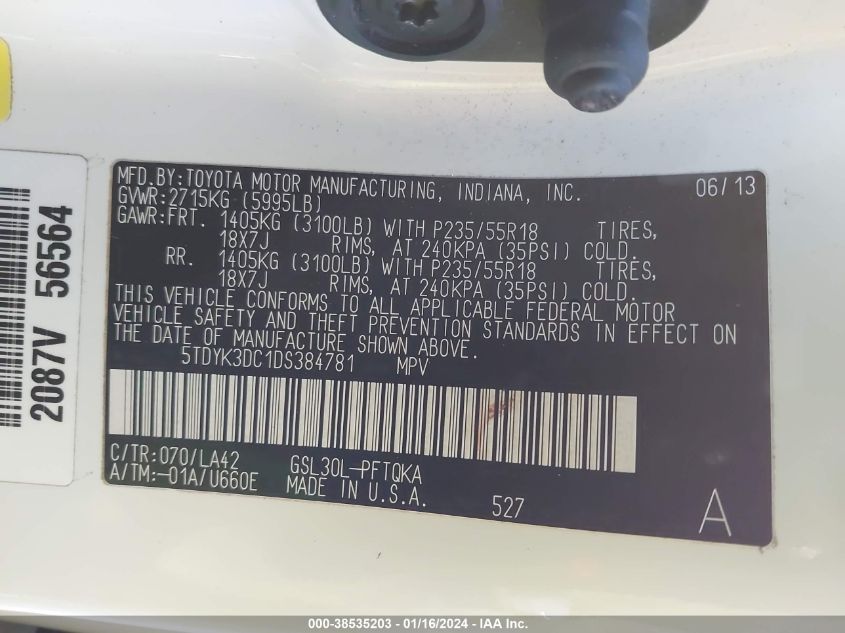 MFD.BY:TOYOTA MOTOR MANUFACTURING, INDIANA, INC. 06/13
GVWR:2715KG (5995LB)
GAWR:FRT. 1405KG (3100LB) WITH P235/55R18 TIRES,
18X7J RIMS, AT 240KPA (35PSI) COLD.
RR. 1405KG (3100LB) WITH P235/55R18 TIRES,
18X7J RIMS, AT 240KPA (35PSI) COLD.
THIS VEHICLE CONFORMS TO ALL APPLICABLE FEDERAL MOTOR
VEHICLE SAFETY AND THEFT PREVENTION STANDARDS IN EFFECT ON
THE DATE OF MANUFACTURE SHOWN ABOVE.
5TDYK3DC1DS384781 MPV
C/TR:070/LA42 GSL30L-PFTQKA
A/TM:-01A/U660E MADE IN U.S.A. 527
A
2087V 56564
000-38535203 - 01/16/2024 - IAA Inc.